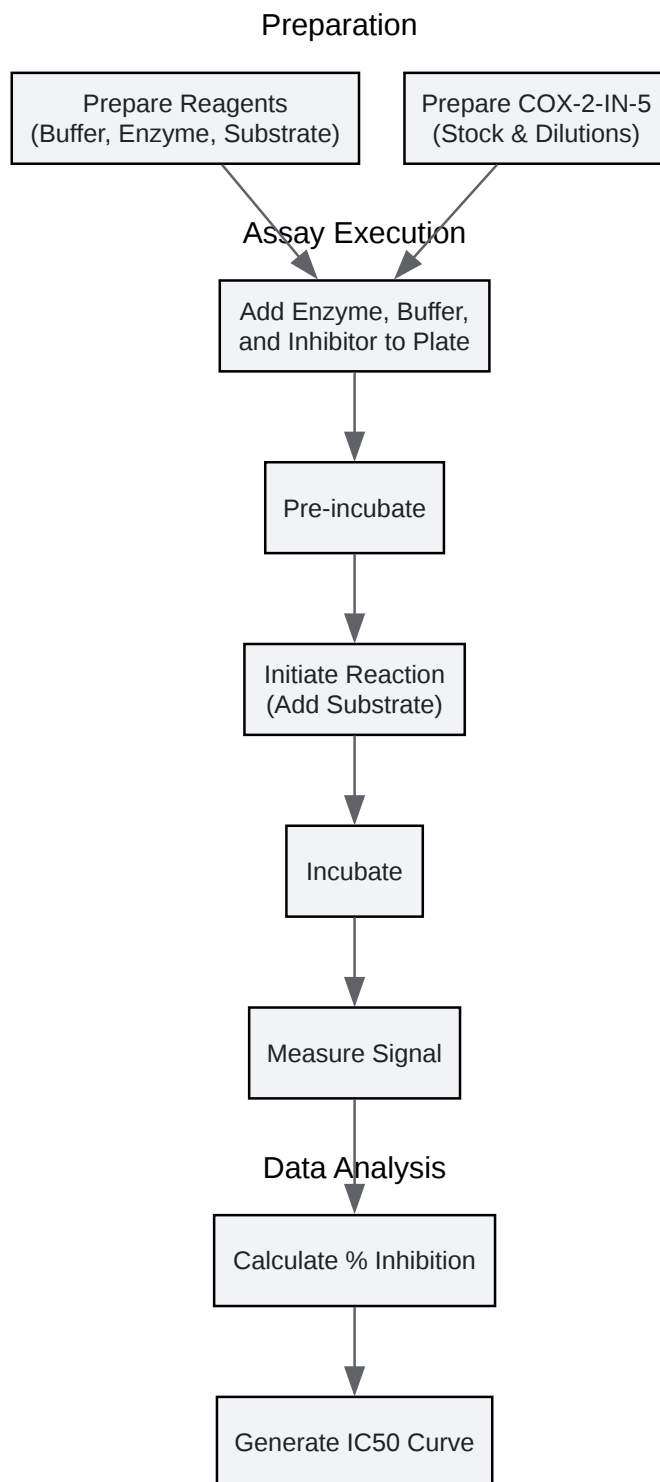 Preparation
Prepare Reagents
(Buffer, Enzyme, Substrate)
Prepare COX-2-IN-5
(Stock & Dilutions)
Assay Execution
Add Enzyme, Buffer,
and Inhibitor to Plate
Pre-incubate
Initiate Reaction
(Add Substrate)
Incubate
Measure Signal
Data Analysis
Calculate % Inhibition
Generate IC50 Curve